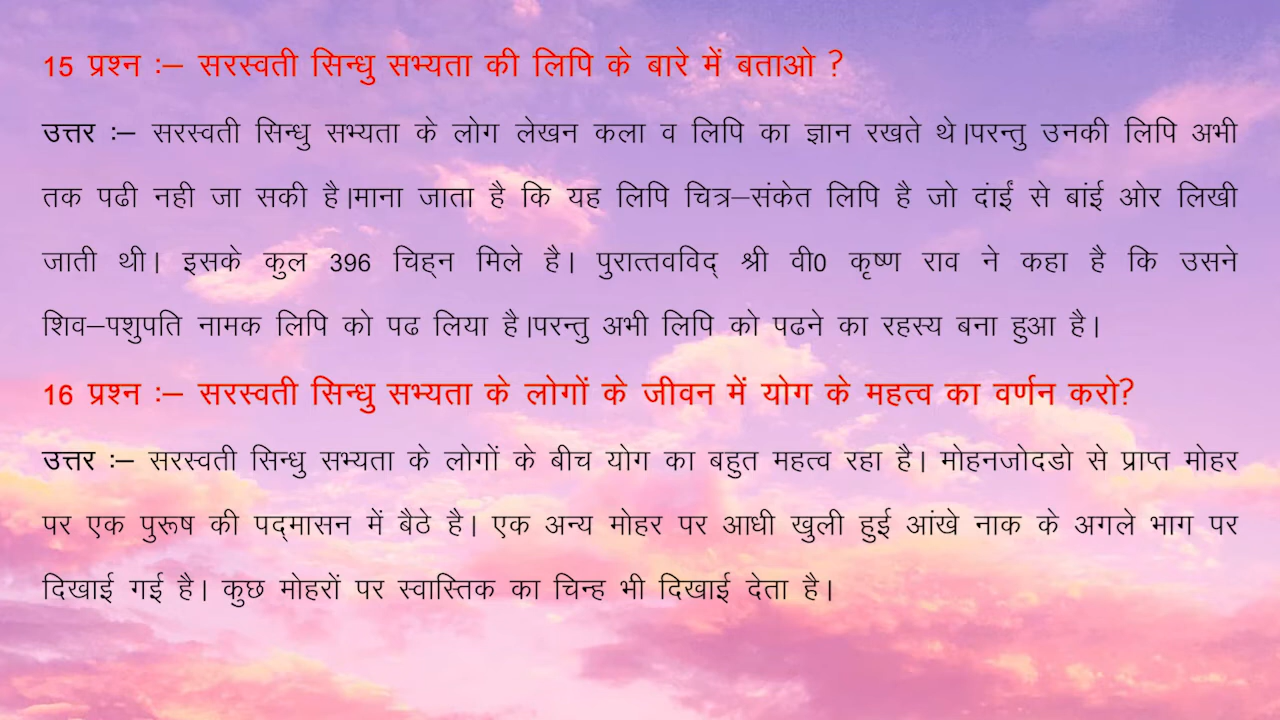 15 प्रश्न :– सरस्वती सिन्धु सभ्यता की लिपि के बारे में बताओ ?
उत्तर :– सरस्वती सिन्धु सभ्यता के लोग लेखन कला व लिपि का ज्ञान रखते थे।परन्तु उनकी लिपि अभी
तक पढी नही जा सकी है।माना जाता है कि यह लिपि चित्र–संकेत लिपि है जो दांईं से बांई ओर लिखी
जाती थी। इसके कुल 396 चिह्न मिले है। पुरात्तवविद् श्री वी0 कृष्ण राव ने कहा है कि उसने
शिव–पशुपति नामक लिपि को पढ लिया है।परन्तु अभी लिपि को पढने का रहस्य बना हुआ है।
16 प्रश्न :– सरस्वती सिन्धु सभ्यता के लोगों के जीवन में योग के महत्व का वर्णन करो?
उत्तर :– सरस्वती सिन्धु सभ्यता के लोगों के बीच योग का बहुत महत्व रहा है। मोहनजोदडो से प्राप्त मोहर
पर एक पुरूष की पद्मासन में बैठे है। एक अन्य मोहर पर आधी खुली हुई आंखे नाक के अगले भाग पर
दिखाई गई है। कुछ मोहरों पर स्वास्तिक का चिन्ह भी दिखाई देता है।